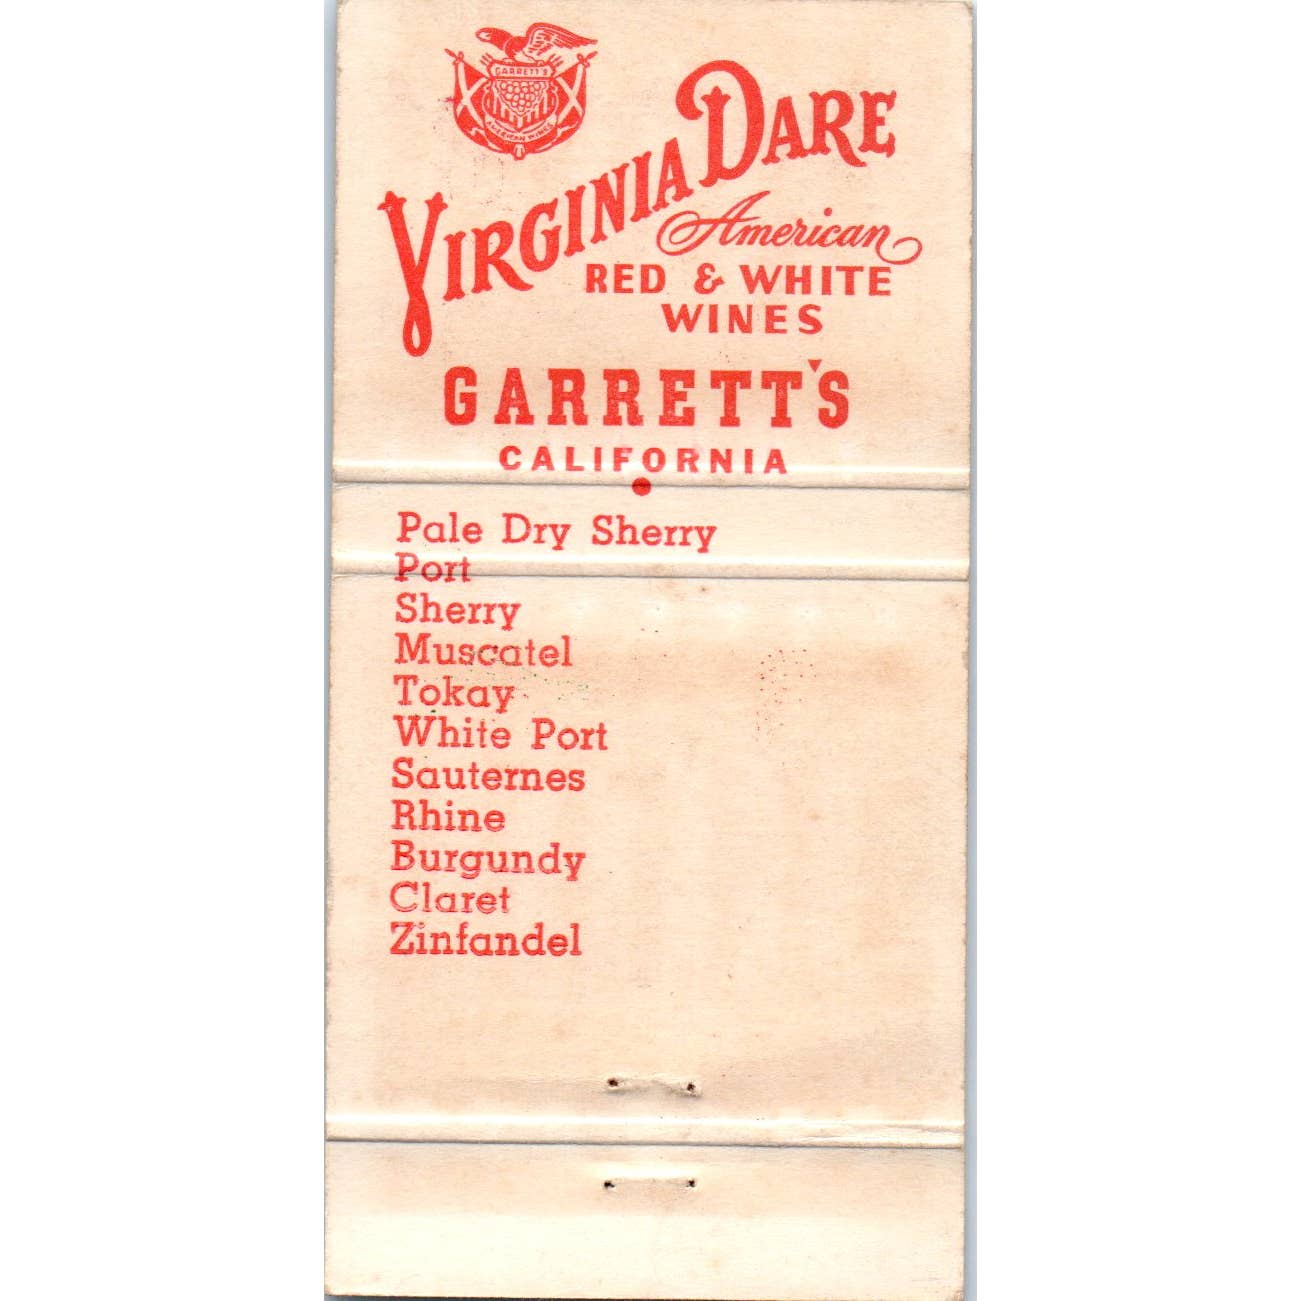 GARRETT'S
AMERICAN WINES
VIRGINIA DARE
American
RED & WHITE
WINES
GARRETT'S
CALIFORNIA
Pale Dry Sherry
Port
Sherry
Muscatel
Tokay
White Port
Sauternes
Rhine
Burgundy
Claret
Zinfandel